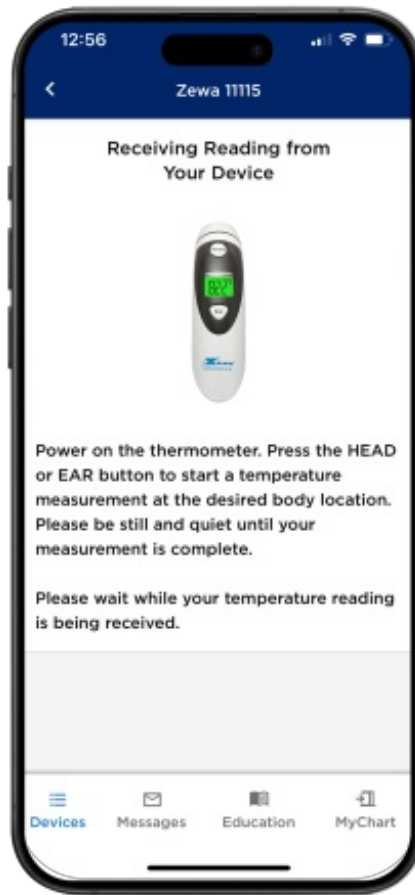 12:56
Zewa 11115
Receiving Reading from
Your Device
Power on the thermometer. Press the HEAD
or EAR button to start a temperature
measurement at the desired body location.
Please be still and quiet until your
measurement is complete.
Please wait while your temperature reading
is being received.
Devices Messages Education MyChart